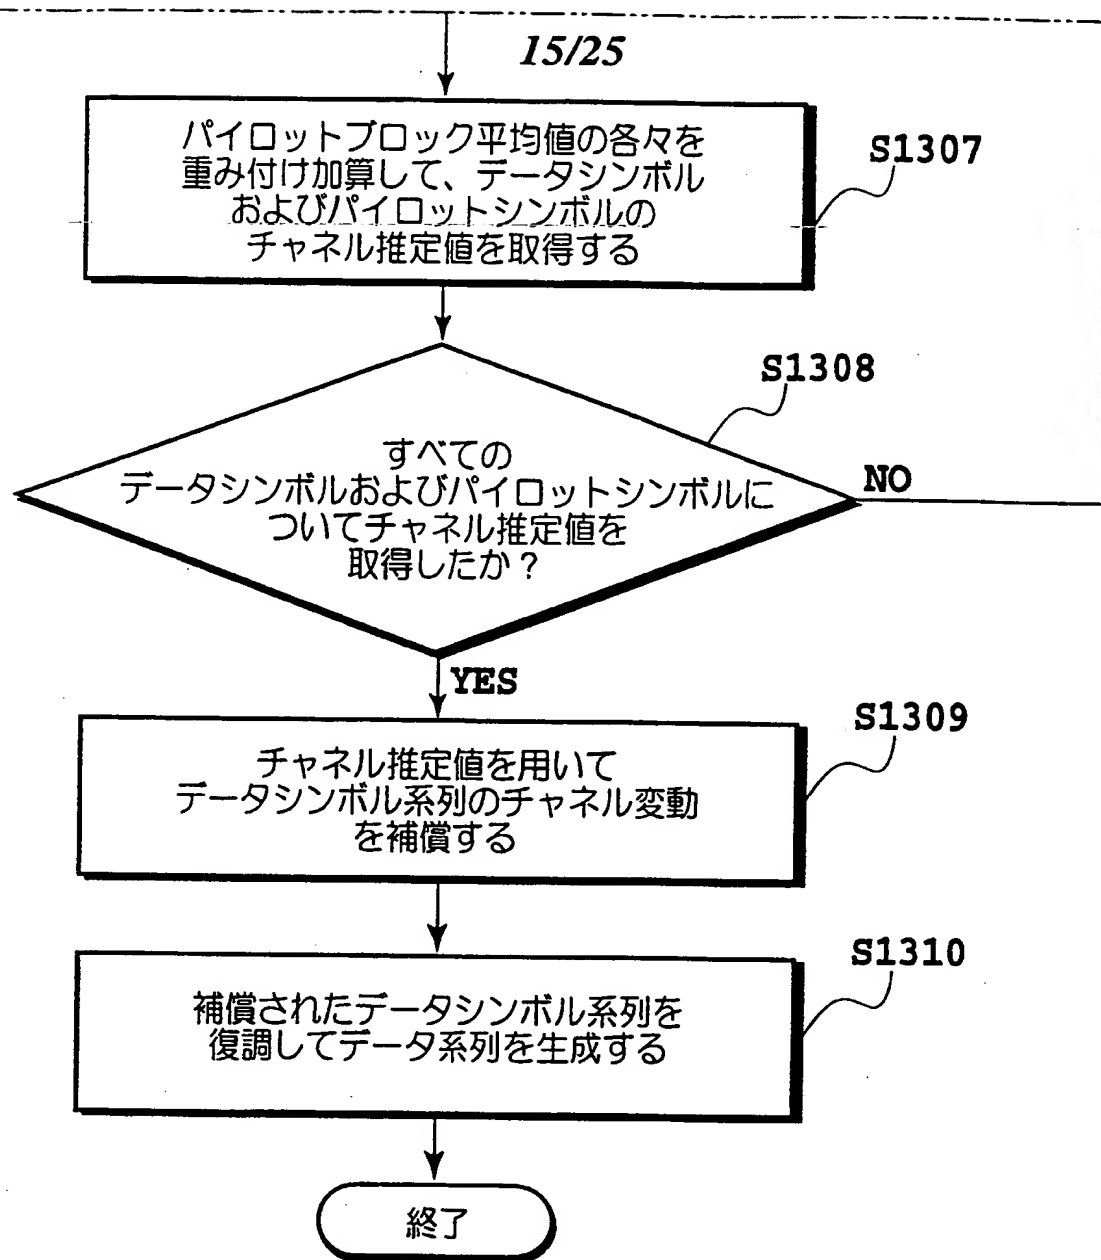 15/25
パイロットブロック平均値の各々を
重み付け加算して、データシンボル
およびパイロットシンボルの
チャネル推定値を取得する
S1307
S1308
すべての
データシンボルおよびパイロットシンボルに
ついてチャネル推定値を
取得したか？
NO
YES
S1309
チャネル推定値を用いて
データシンボル系列のチャネル変動
を補償する
S1310
補償されたデータシンボル系列を
復調してデータ系列を生成する
終了